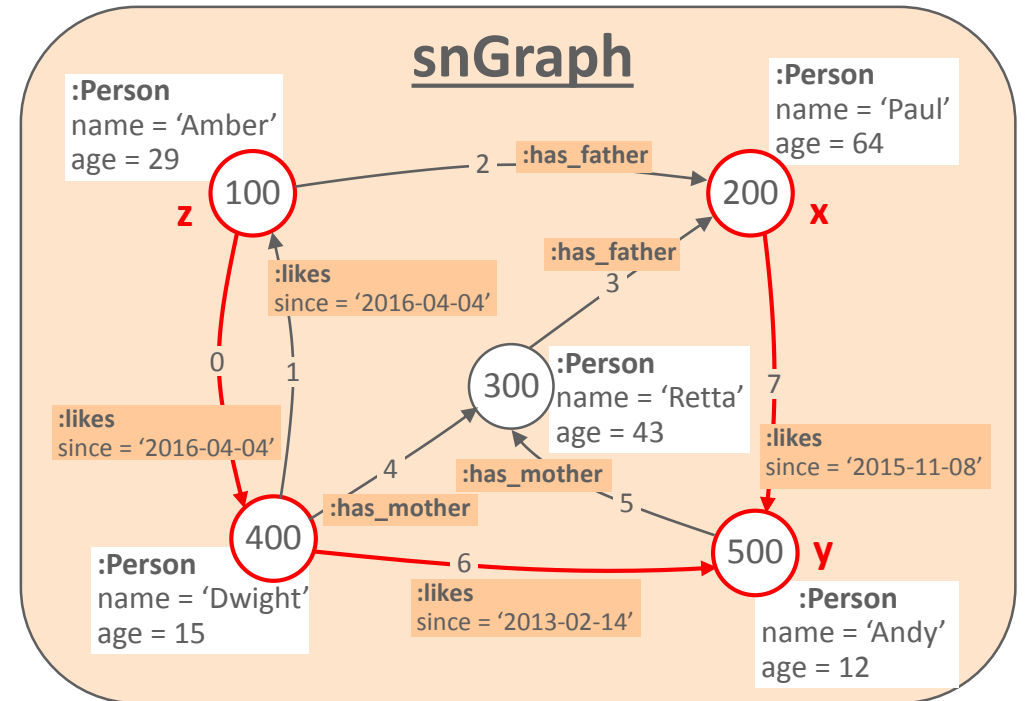 snGraph
:Person
name = ‘Amber’
age = 29
:Person
name = ‘Paul’
age = 64
2
:has_father
100
200
z
x
:has_father
3
:likes
since = ‘2016-04-04’
0
1
300
:Person
name = ‘Retta’
age = 43
7
:likes
since = ‘2016-04-04’
:likes
since = ‘2015-11-08’
4
:has_mother
:has_mother
5
400
500
y
6
:Person
name = ‘Dwight’
age = 15
:likes
since = ‘2013-02-14’
:Person
name = ‘Andy’
age = 12